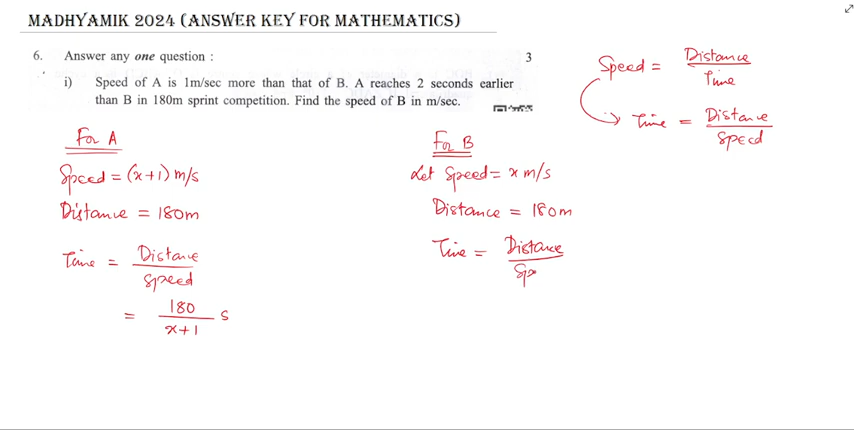 MADHYAMIK 2024 (ANSWER KEY FOR MATHEMATICS)
6. Answer any one question : 3
i) Speed of A is 1m/sec more than that of B. A reaches 2 seconds earlier
than B in 180m sprint competition. Find the speed of B in m/sec.
Speed = Distance / Time
Time = Distance / Speed
For A
Speed = (x+1) m/s
Distance = 180m
Time = Distance / Speed
= 180 / x+1 s
For B
Let Speed = x m/s
Distance = 180m
Time = Distance / Sp